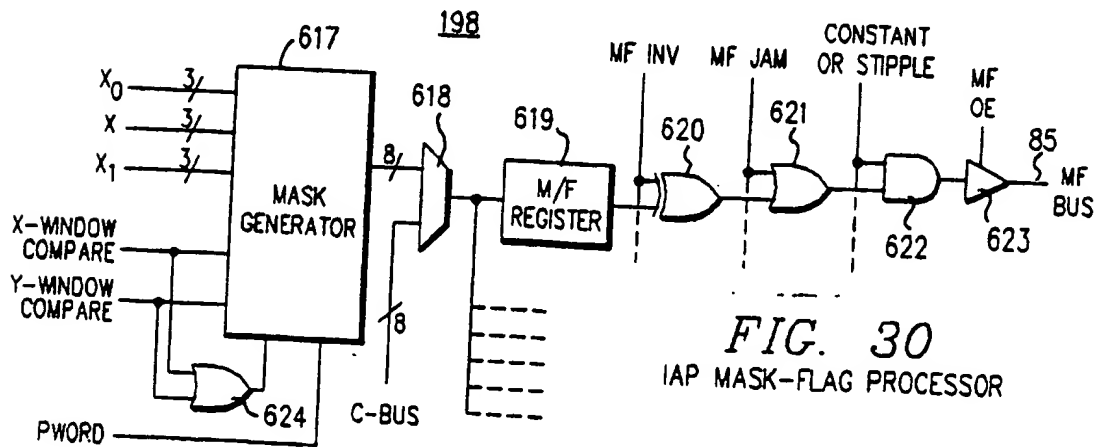 198
617
X0
3
X
3
X1
3
X-WINDOW
COMPARE
Y-WINDOW
COMPARE
PWORD
MASK
GENERATOR
624
8
618
8
C-BUS
619
M/F
REGISTER
MF INV
620
MF JAM
621
CONSTANT
OR STIPPLE
622
MF
OE
623
85
MF
BUS
FIG. 30
IAP MASK-FLAG PROCESSOR